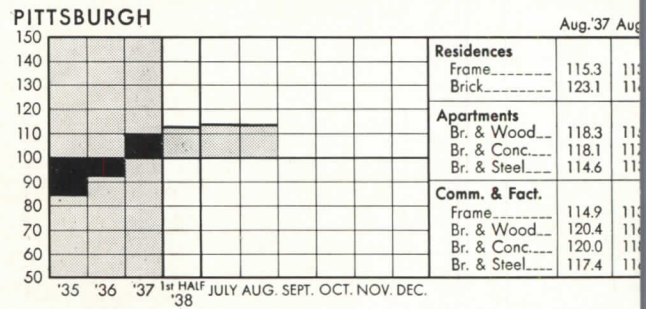 PITTSBURGH
Aug.'37
150
140
130
120
110
100
90
80
70
60
50
'35 '36 '37 1st HALF '38 JULY AUG. SEPT. OCT. NOV. DEC.
Residences
Frame 115.3
Brick 123.1
Apartments
Br. & Wood 118.3
Br. & Conc. 118.1
Br. & Steel 114.6
Comm. & Fact.
Frame 114.9
Br. & Wood 120.4
Br. & Conc. 120.0
Br. & Steel 117.4